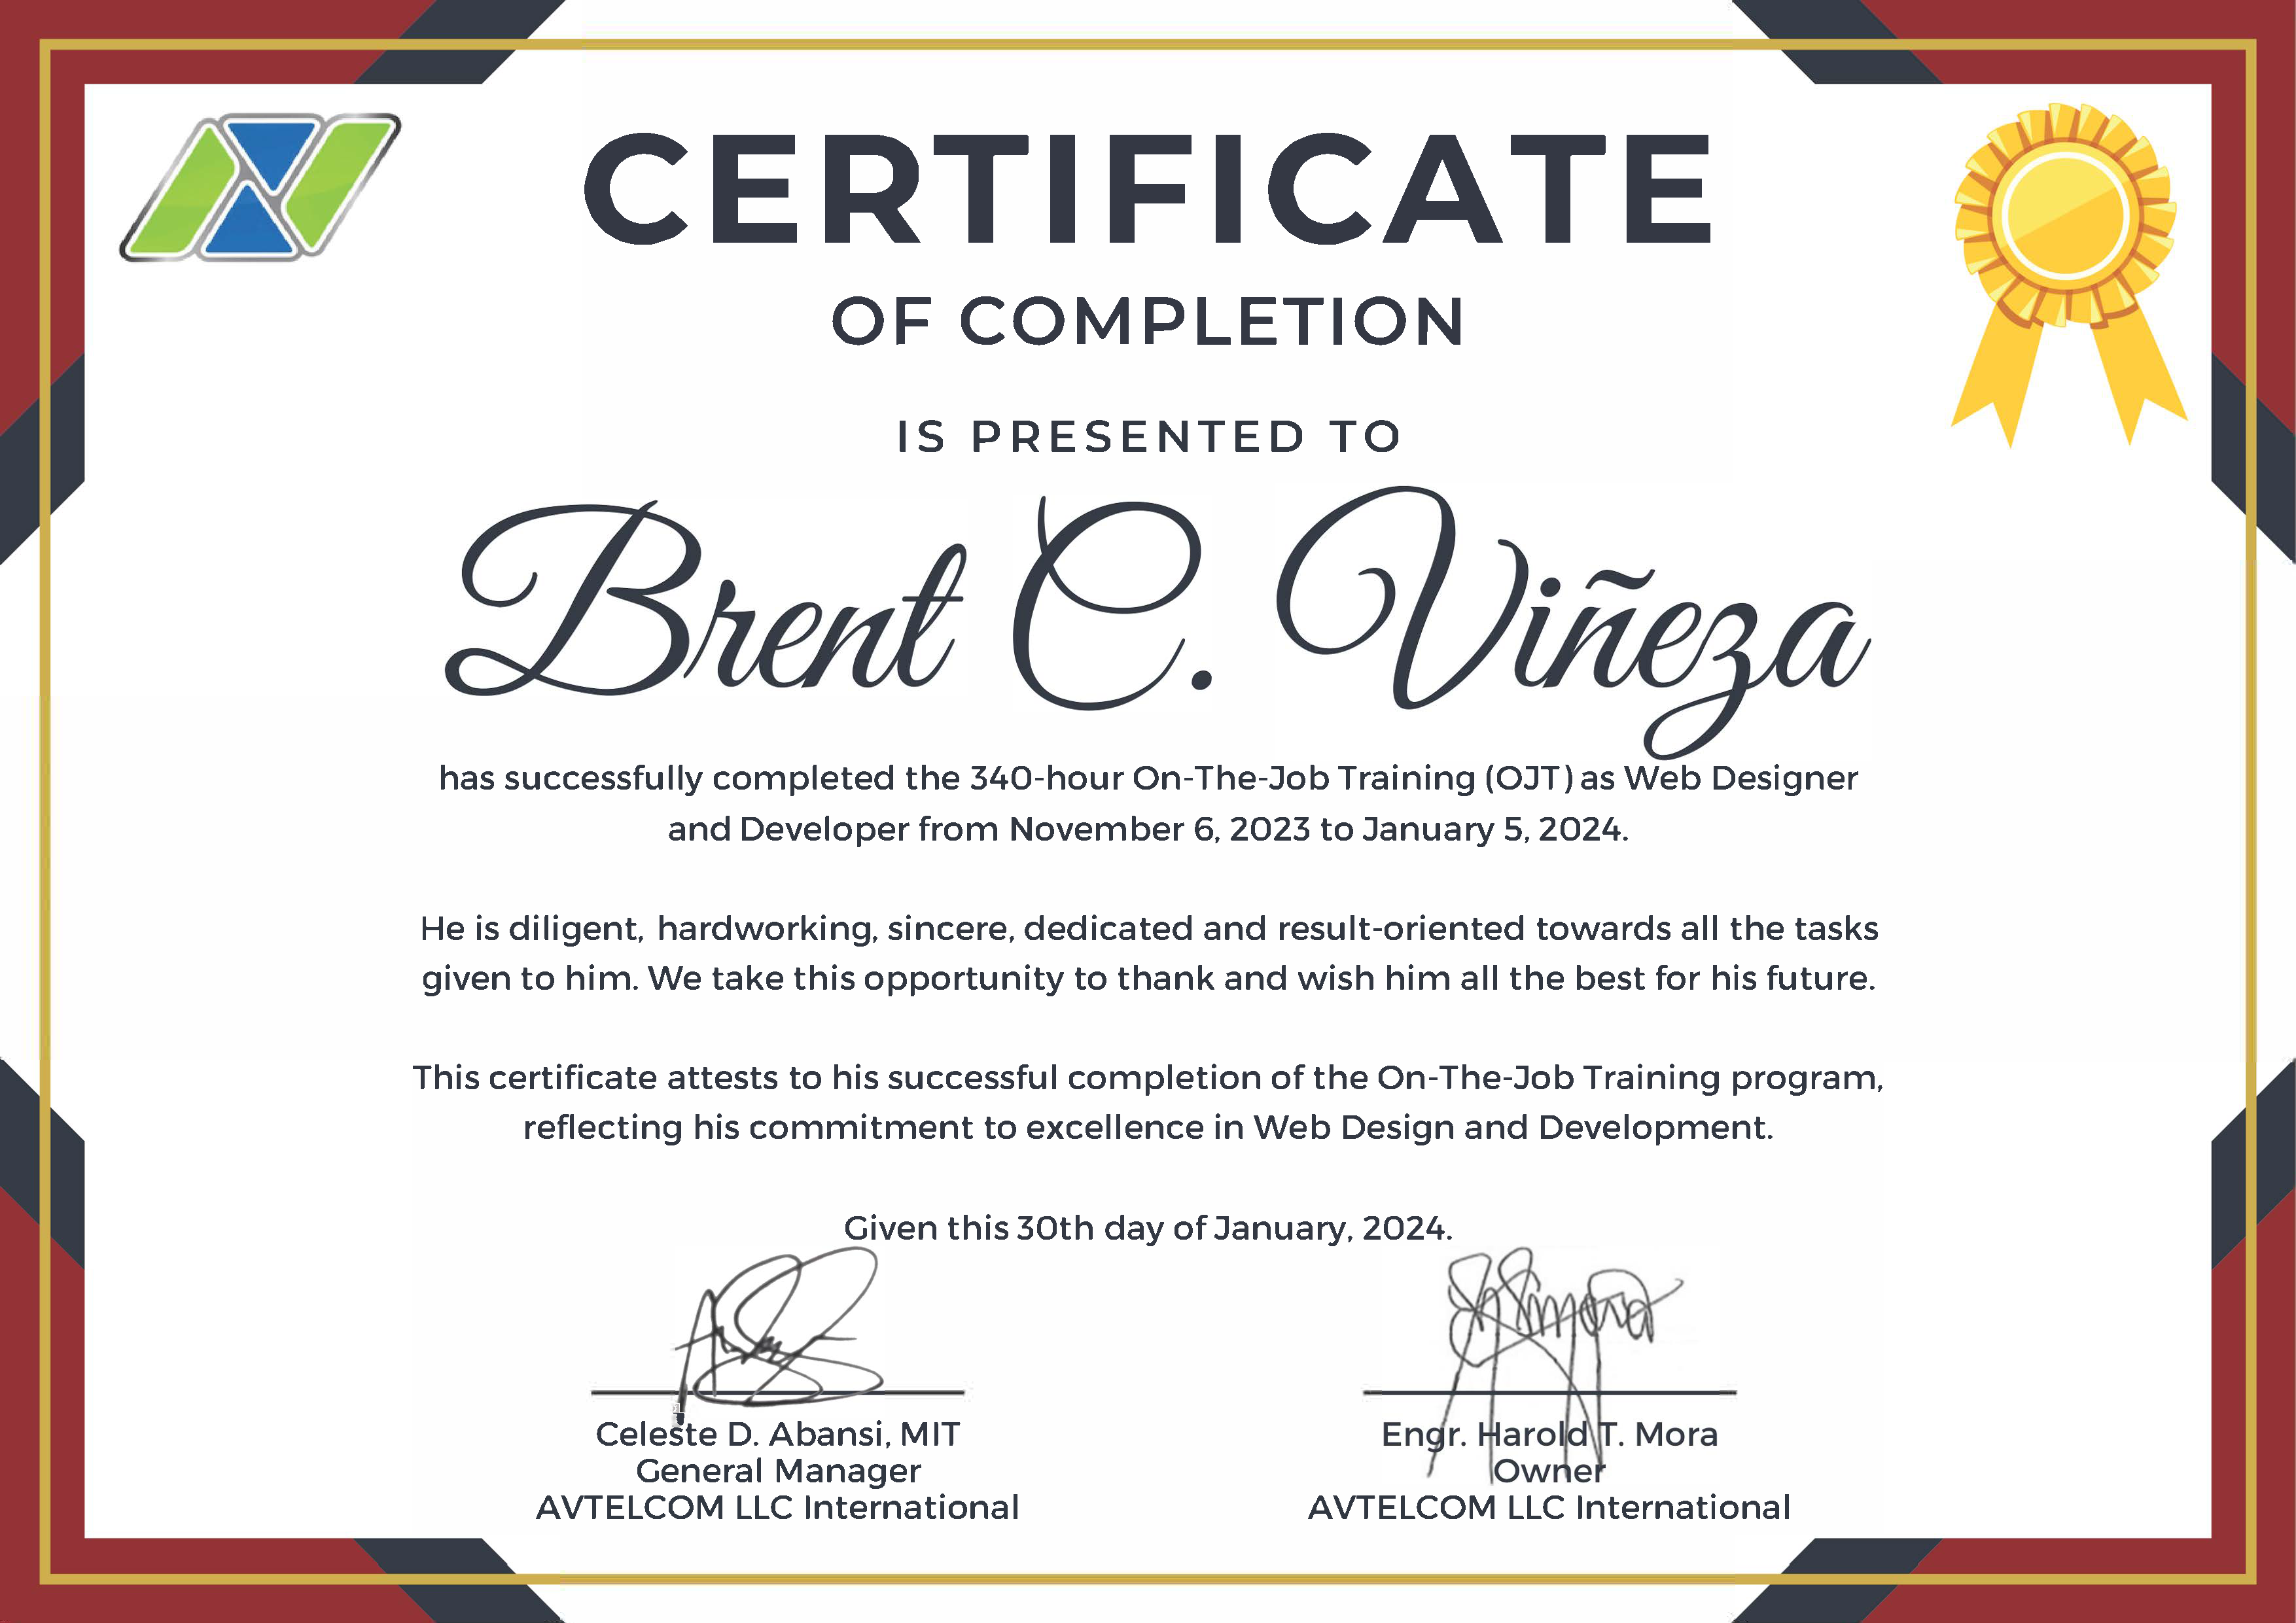 CERTIFICATE
OF COMPLETION
IS PRESENTED TO
Brent C. Viñeza
has successfully completed the 340-hour On-The-Job Training (OJT) as Web Designer
and Developer from November 6, 2023 to January 5, 2024.
He is diligent, hardworking, sincere, dedicated and result-oriented towards all the tasks
given to him. We take this opportunity to thank and wish him all the best for his future.
This certificate attests to his successful completion of the On-The-Job Training program,
reflecting his commitment to excellence in Web Design and Development.
Given this 30th day of January, 2024.
Celeste D. Abansi, MIT
General Manager
AVTELCOM LLC International
Engr. Harold T. Mora
Owner
AVTELCOM LLC International